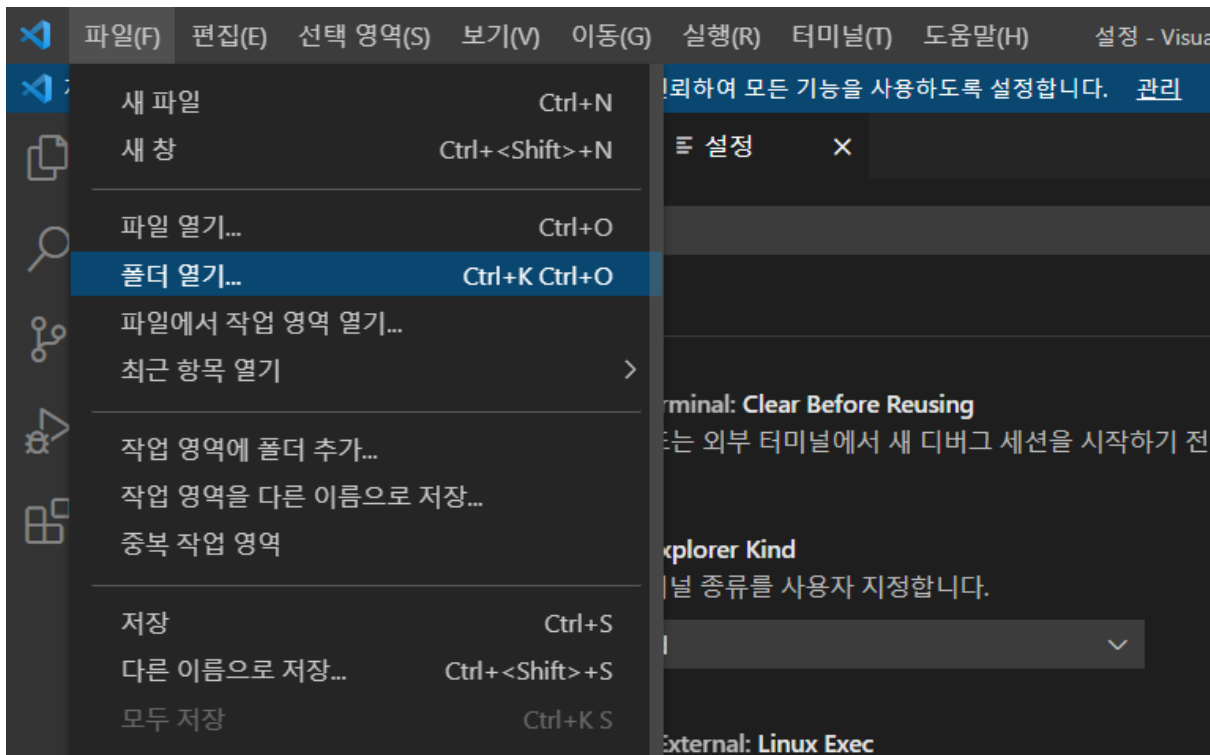 파일(F) 편집(E) 선택 영역(S) 보기(V) 이동(G) 실행(R) 터미널(T) 도움말(H) 설정 - Visua
뢰하여 모든 기능을 사용하도록 설정합니다. 관리
새 파일 Ctrl+N
새 창 Ctrl+<Shift>+N
설정
파일 열기... Ctrl+O
폴더 열기... Ctrl+K Ctrl+O
파일에서 작업 영역 열기...
최근 항목 열기
rminal: Clear Before Reusing
작업 영역에 폴더 추가...
는 외부 터미널에서 새 디버그 세션을 시작하기 전
작업 영역을 다른 이름으로 저장...
중복 작업 영역
xplorer Kind
널 종류를 사용자 지정합니다.
저장 Ctrl+S
다른 이름으로 저장... Ctrl+<Shift>+S
모두 저장 Ctrl+K S
External: Linux Exec